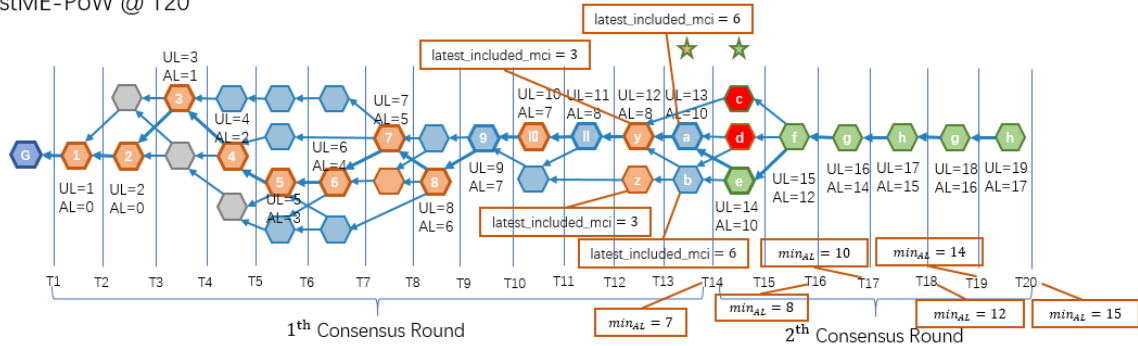 stME-PoW @ T20
latest_included_mci = 6
latest_included_mci = 3
UL=3
AL=1
UL=4
AL=2
UL=6
AL=4
UL=7
AL=5
UL=10
AL=7
UL=11
AL=8
UL=12
AL=8
UL=13
AL=10
G
1
2
3
4
5
6
7
8
9
10
11
y
a
z
b
c
d
e
f
g
h
g
h
UL=1
AL=0
UL=2
AL=0
UL=5
AL=3
UL=8
AL=6
UL=9
AL=7
UL=14
AL=10
UL=15
AL=12
UL=16
AL=14
UL=17
AL=15
UL=18
AL=16
UL=19
AL=17
latest_included_mci = 3
latest_included_mci = 6
min_AL = 10
min_AL = 14
T1 T2 T3 T4 T5 T6 T7 T8 T9 T10 T11 T12 T13 T14 T15 T16 T17 T18 T19 T20
min_AL = 7
min_AL = 8
min_AL = 12
min_AL = 15
1th Consensus Round
2th Consensus Round